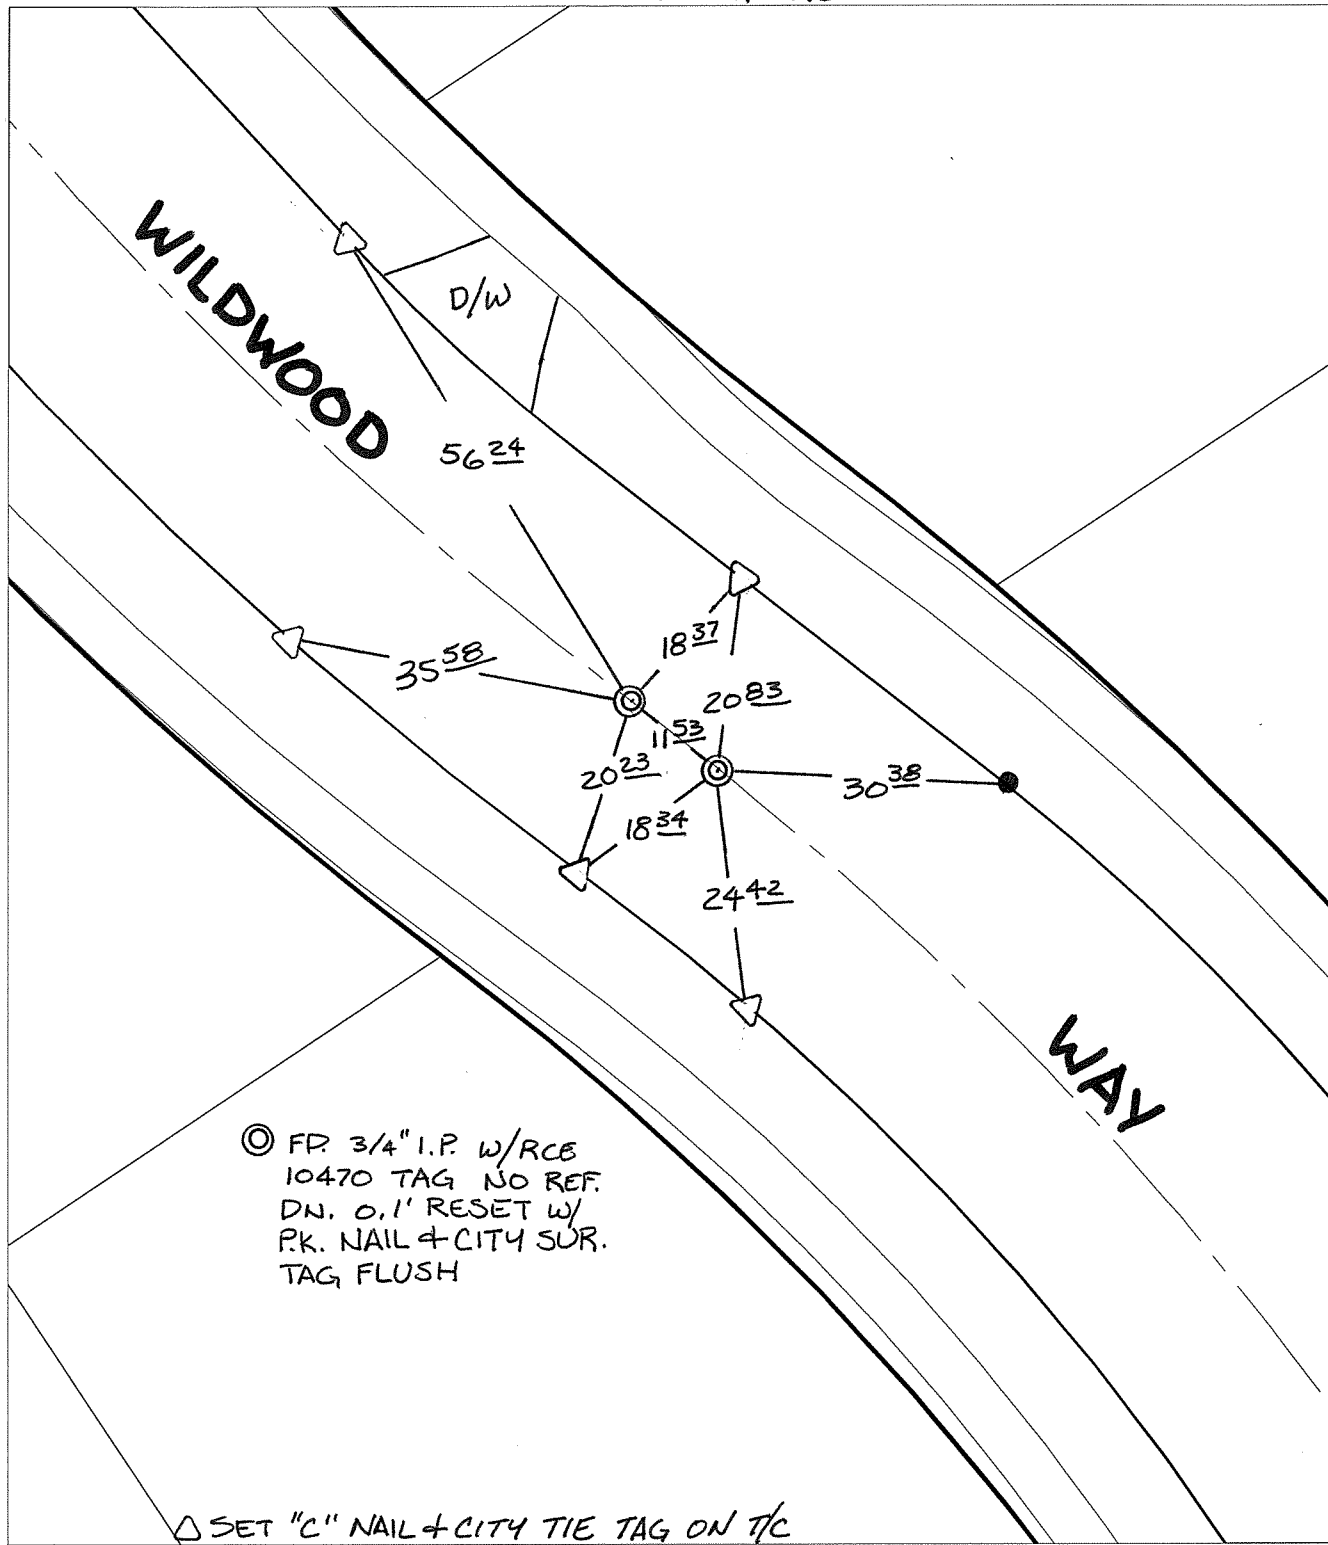 WILDWOOD
D/W
56 24
18 37
35 58
20 83
11 53
20 23
30 38
18 34
24 42
WAY
FD. 3/4" I.P. W/RCE
10470 TAG NO REF.
DN. 0.1' RESET W/
P.K. NAIL & CITY SUR.
TAG FLUSH
SET "C" NAIL & CITY TIE TAG ON T/C